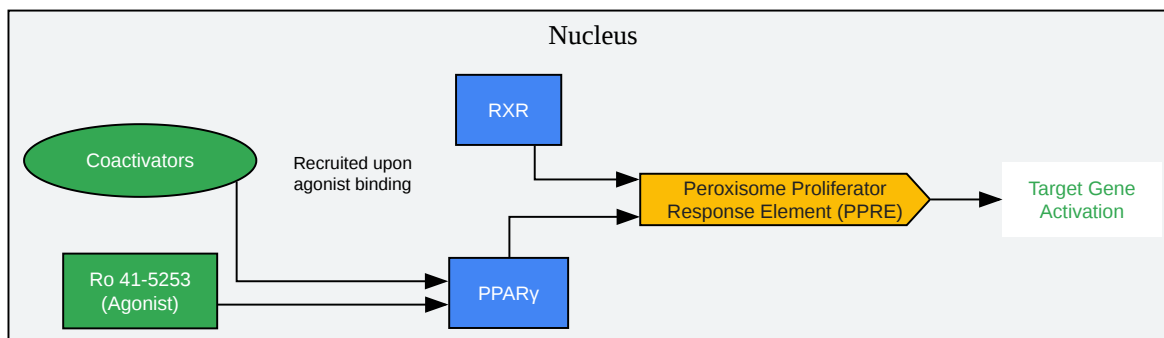 Nucleus
RXR
Coactivators
Recruited upon
agonist binding
Peroxisome Proliferator
Response Element (PPRE)
Target Gene
Activation
Ro 41-5253
(Agonist)
PPARγ